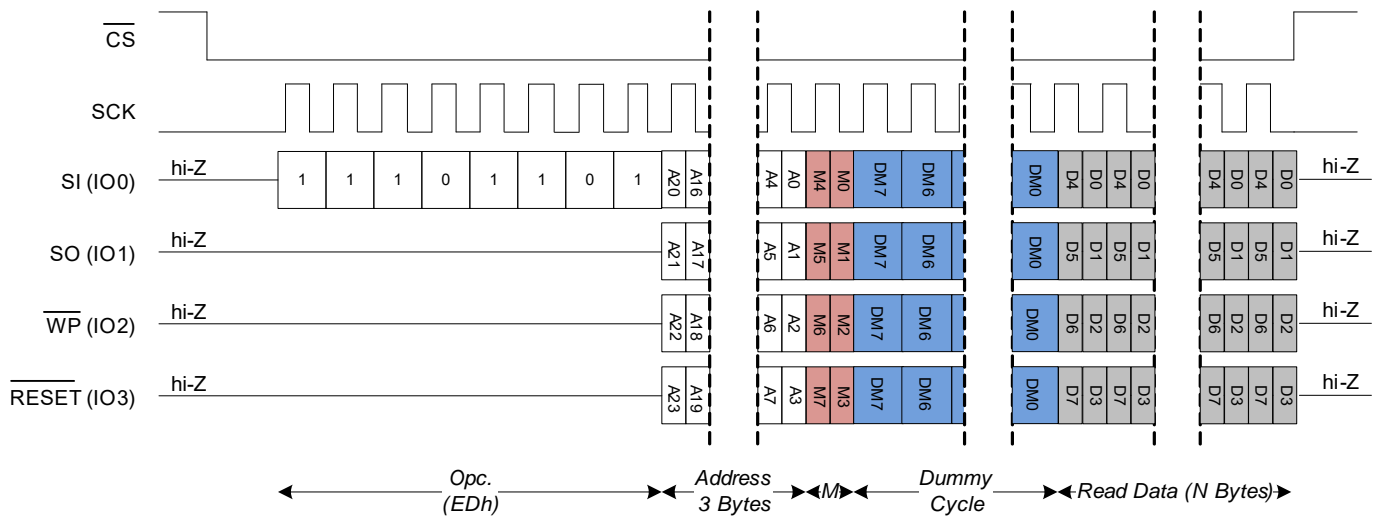 CS
SCK
SI (IO0) hi-Z 1 1 1 0 1 1 0 1 A20 A16 A4 A0 M4 M0 DM7 DM6 DM0 D4 D0 D4 D0 D4 D0 D4 D0 hi-Z
SO (IO1) hi-Z A21 A17 A5 A1 M5 M1 DM7 DM6 DM0 D5 D1 D5 D1 D5 D1 D5 D1 hi-Z
WP (IO2) hi-Z A22 A18 A6 A2 M6 M2 DM7 DM6 DM0 D6 D2 D6 D2 D6 D2 D6 D2 hi-Z
RESET (IO3) hi-Z A23 A19 A7 A3 M7 M3 DM7 DM6 DM0 D7 D3 D7 D3 D7 D3 D7 D3 hi-Z
Opc. Address M Dummy Read Data (N Bytes)
(EDh) 3 Bytes Cycle